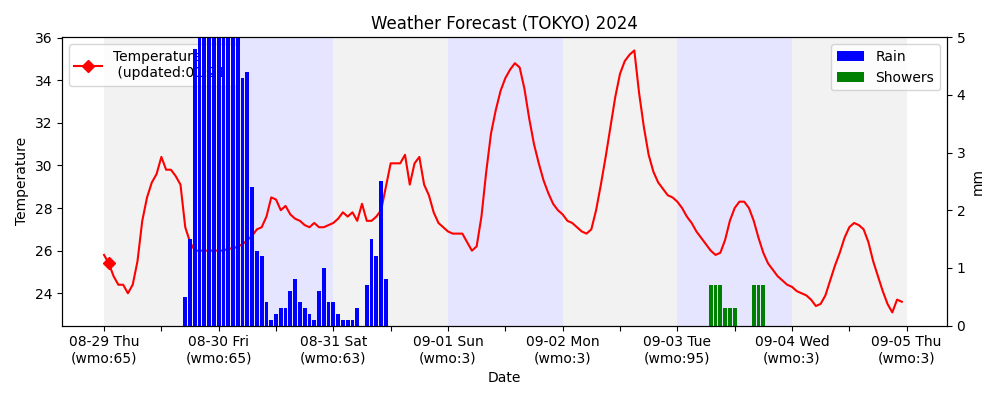 Weather Forecast (TOKYO) 2024
Temperature
(updated:01:21
Rain
Showers
36
34
32
30
28
26
24
Temperature
5
4
3
2
1
0
mm
08-29 Thu
(wmo:65)
08-30 Fri
(wmo:65)
08-31 Sat
(wmo:63)
09-01 Sun
(wmo:3)
09-02 Mon
(wmo:3)
09-03 Tue
(wmo:95)
09-04 Wed
(wmo:3)
09-05 Thu
(wmo:3)
Date